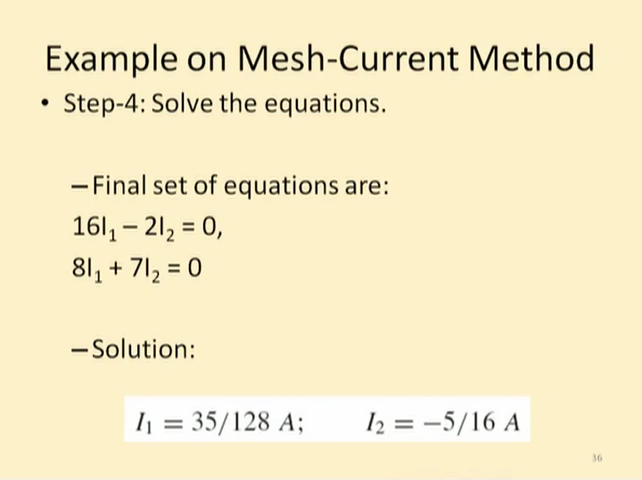 Example on Mesh-Current Method
• Step-4: Solve the equations.
– Final set of equations are:
16I₁ – 2I₂ = 0,
8I₁ + 7I₂ = 0
– Solution:
I₁ = 35/128 A; I₂ = −5/16 A
36